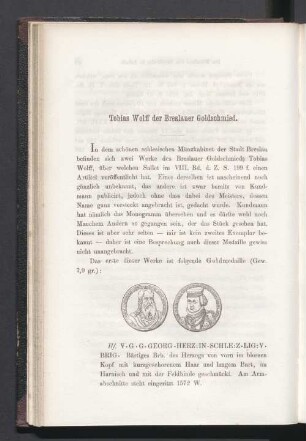 Tobias Wolff der Breslauer Goldschmied.
In dem schönen schlesischen Münzkabinet der Stadt Breslau
befinden sich zwei Werke des Breslauer Goldschmieds Tobias
Wolff, über welchen Sallet im VIII. Bd. d. Z. S. 199 f. einen
Artikel veröffentlicht hat. Eines derselben ist anscheinend noch
gänzlich unbekannt, das andere ist zwar bereits von Kund-
mann publicirt, jedoch ohne dass dabei des Meisters, dessen
Name ganz versteckt angebracht ist, gedacht wurde. Kundmann
hat nämlich das Monogramm übersehen und es dürfte wohl noch
Manchem Andern so gegangen sein, der das Stück gesehen hat.
Dieses ist aber sehr selten — mir ist kein zweites Exemplar be-
kannt — daher ist eine Besprechung auch dieser Medaille gewiss
nicht unangebracht.
Das erste dieser Werke ist folgende Goldmedaille (Gew.
7,9 gr.):
Hf. V·G·G·GEORG·HERZ:IN·SCHLE:Z·LIG:V·
BRIG· Bärtiges Brb. des Herzogs von vorn im blossen
Kopf mit kurzgeschorenem Haar und langem Bart, im
Harnisch und mit der Feldbinde geschmückt. Am Arm-
abschnitte steht eingeritzt 1572 W.